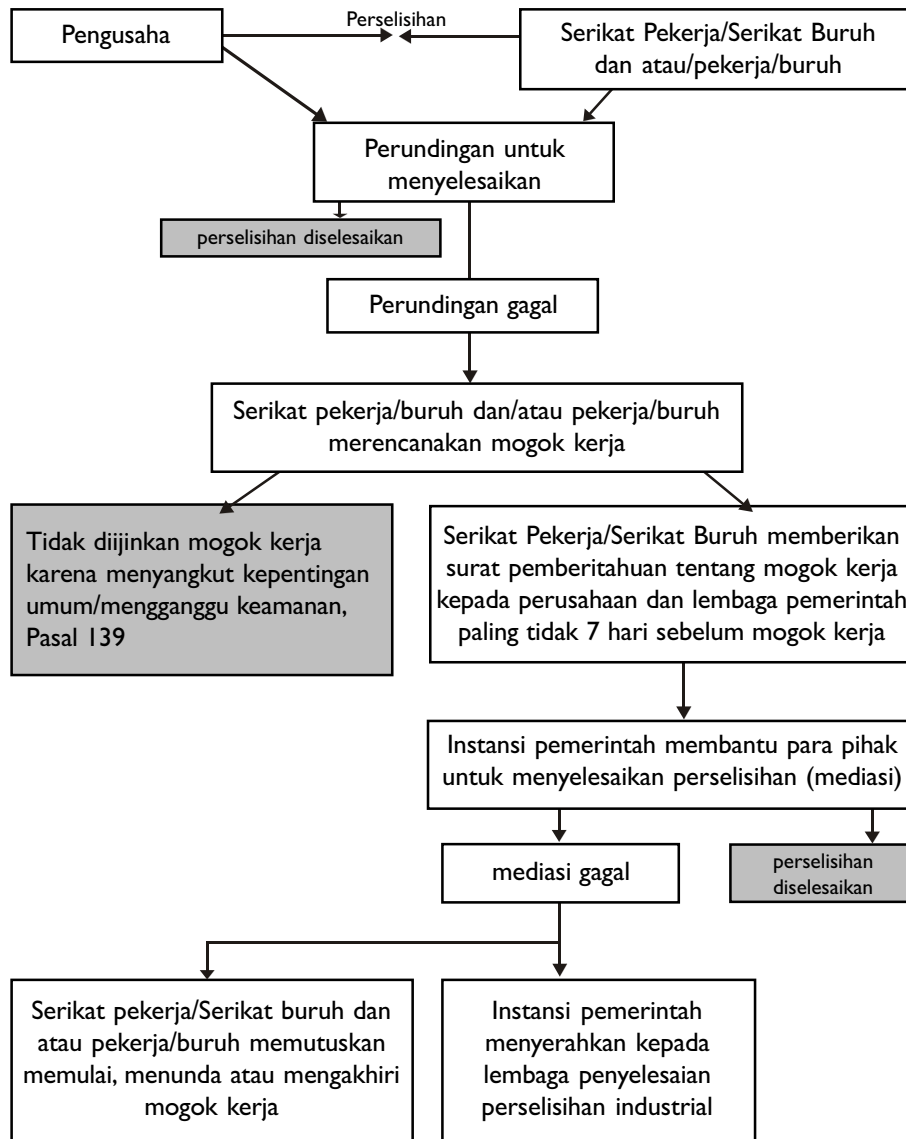 Perselisihan
Pengusaha
Serikat Pekerja/Serikat Buruh
dan atau/pekerja/buruh
Perundingan untuk
menyelesaikan
perselisihan diselesaikan
Perundingan gagal
Serikat pekerja/buruh dan/atau pekerja/buruh
merencanakan mogok kerja
Tidak diijinkan mogok kerja
karena menyangkut kepentingan
umum/mengganggu keamanan,
Pasal 139
Serikat Pekerja/Serikat Buruh memberikan
surat pemberitahuan tentang mogok kerja
kepada perusahaan dan lembaga pemerintah
paling tidak 7 hari sebelum mogok kerja
Instansi pemerintah membantu para pihak
untuk menyelesaikan perselisihan (mediasi)
mediasi gagal
perselisihan
diselesaikan
Serikat pekerja/Serikat buruh dan
atau pekerja/buruh memutuskan
memulai, menunda atau mengakhiri
mogok kerja
Instansi pemerintah
menyerahkan kepada
lembaga penyelesaian
perselisihan industrial